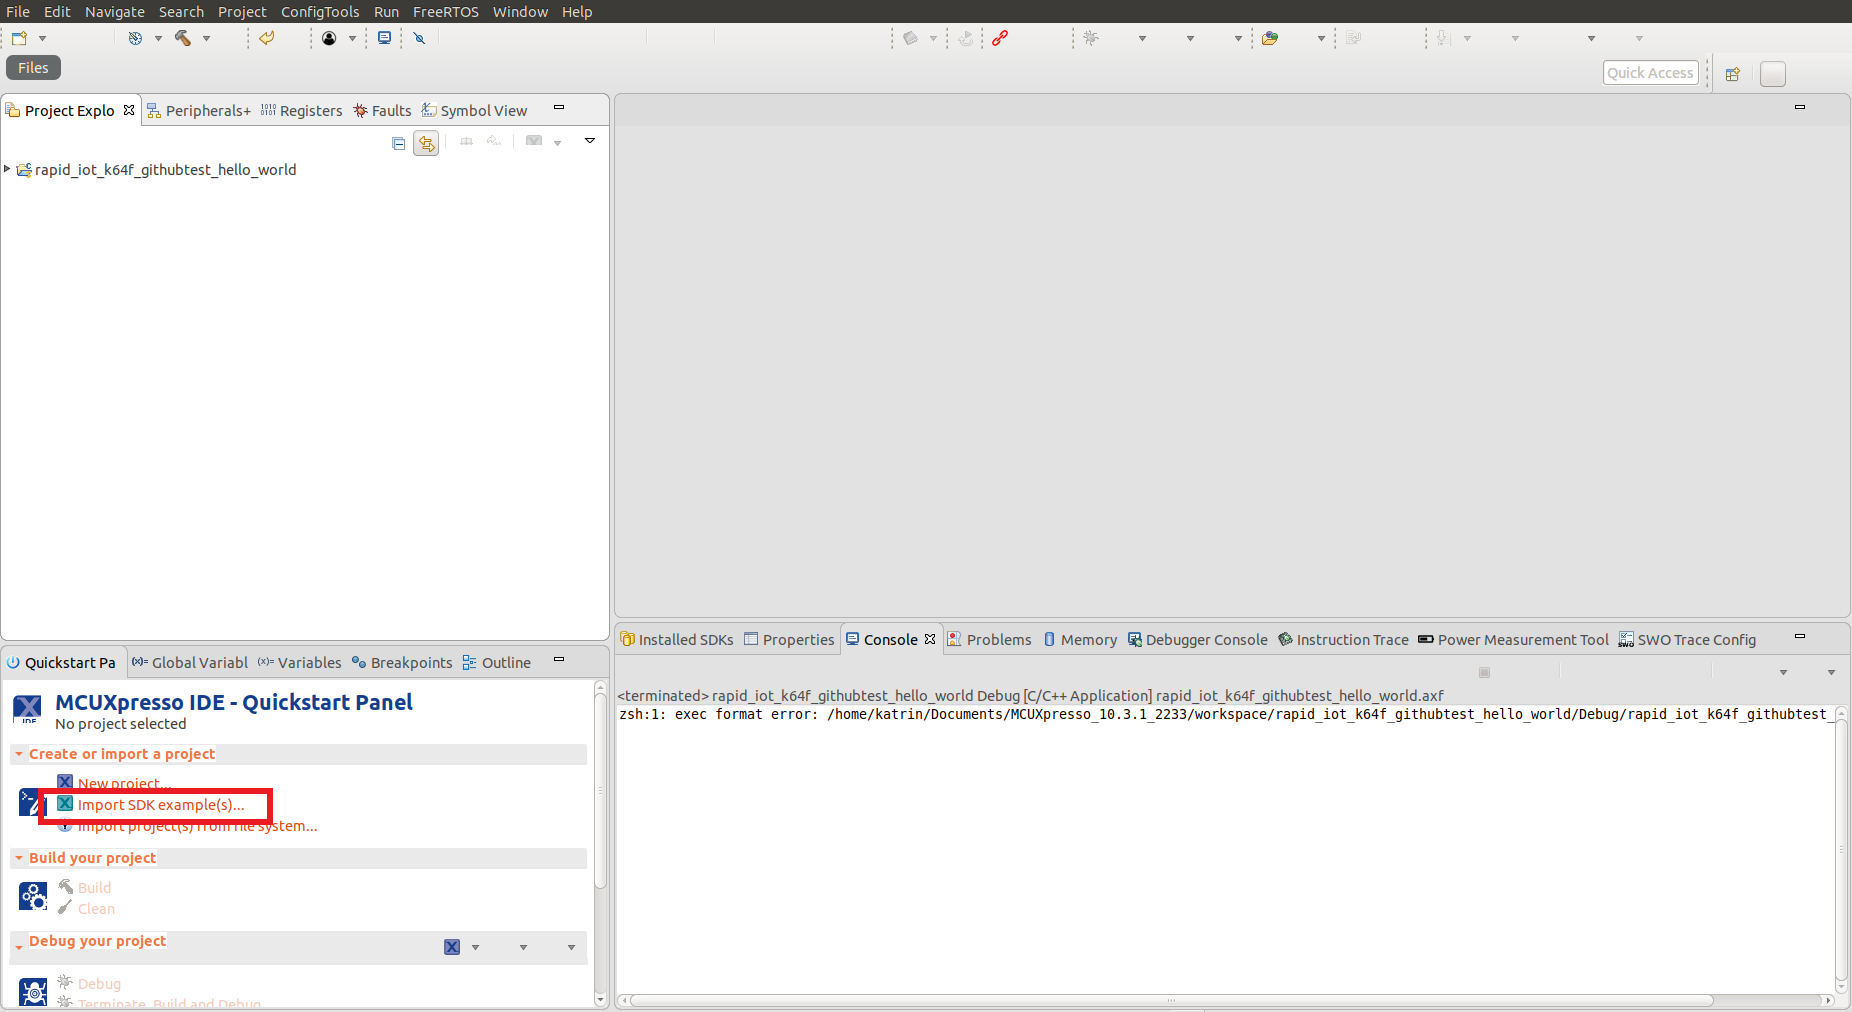 File Edit Navigate Search Project ConfigTools Run FreeRTOS Window Help
Files
Quick Access
Project Explo Peripherals+ Registers Faults Symbol View
rapid_iot_k64f_githubtest_hello_world
Installed SDKs Properties Console Problems Memory Debugger Console Instruction Trace Power Measurement Tool SWO Trace Config
<terminated> rapid_iot_k64f_githubtest_hello_world Debug [C/C++ Application] rapid_iot_k64f_githubtest_hello_world.axf
zsh:1: exec format error: /home/katrin/Documents/MCUXpresso_10.3.1_2233/workspace/rapid_iot_k64f_githubtest_hello_world/Debug/rapid_iot_k64f_githubtest_
Quickstart Pa Global Variabl Variables Breakpoints Outline
IDE
MCUXpresso IDE - Quickstart Panel
No project selected
Create or import a project
New project...
Import SDK example(s)...
Import project(s) from file system...
Build your project
Build
Clean
Debug your project
Debug
Terminate, Build and Debug